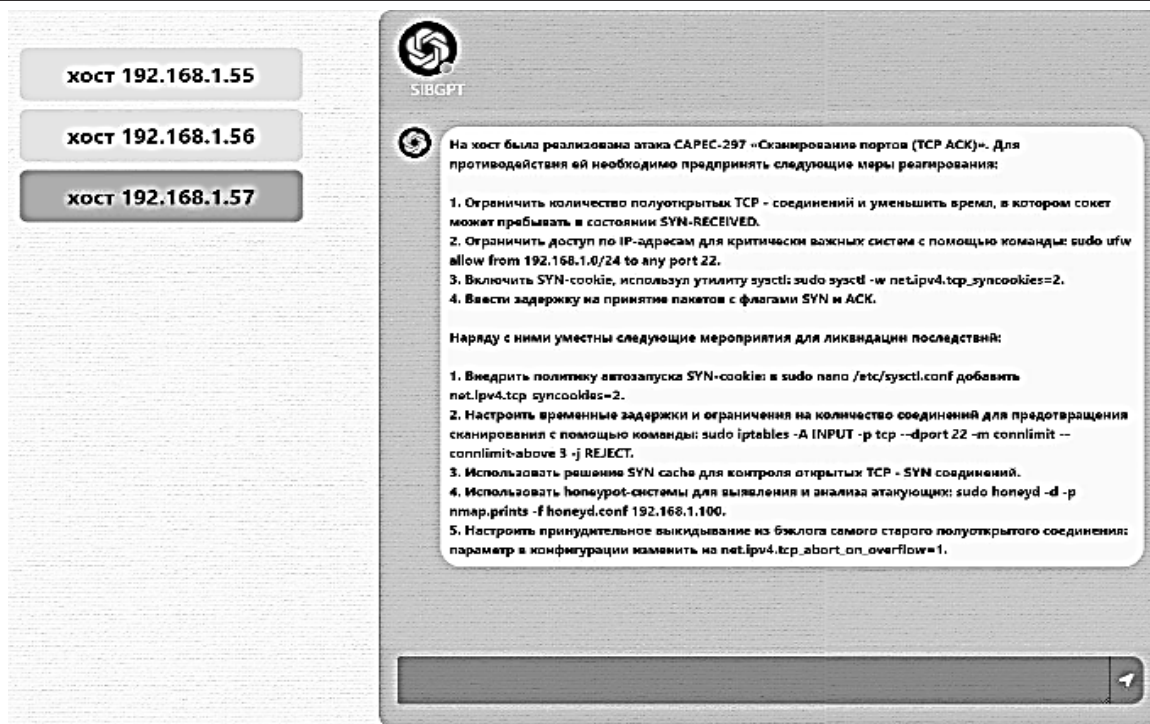 хост 192.168.1.55
хост 192.168.1.56
хост 192.168.1.57
SIBGPT
На хост была реализована атака CAPEC-297 «Сканирование портов (TCP ACK)». Для
противодействия ей необходимо предпринять следующие меры реагирования:
1. Ограничить количество полуоткрытых TCP - соединений и уменьшить время, в котором сокет
может пребывать в состоянии SYN-RECEIVED.
2. Ограничить доступ по IP-адресам для критически важных систем с помощью команды: sudo ufw
allow from 192.168.1.0/24 to any port 22.
3. Включить SYN-cookie, используя утилиту sysctl: sudo sysctl -w net.ipv4.tcp_syncookies=2.
4. Ввести задержку на принятие пакетов с флагами SYN и ACK.
Наряду с ними уместны следующие мероприятия для ликвидации последствий:
1. Внедрить политику автозапуска SYN-cookie: в sudo nano /etc/sysctl.conf добавить
net.ipv4.tcp_syncookies=2.
2. Настроить временные задержки и ограничения на количество соединений для предотвращения
сканирования с помощью команды: sudo iptables -A INPUT -p tcp --dport 22 -m connlimit --
connlimit-above 3 -j REJECT.
3. Использовать решение SYN cache для контроля открытых TCP - SYN соединений.
4. Использовать honeypot-системы для выявления и анализа атакующих: sudo honeyd -d -p
nmap.prints -f honeyd.conf 192.168.1.100.
5. Настроить принудительное выкидывание из бэклога самого старого полуоткрытого соединения:
параметр в конфигурации изменить на net.ipv4.tcp_abort_on_overflow=1.